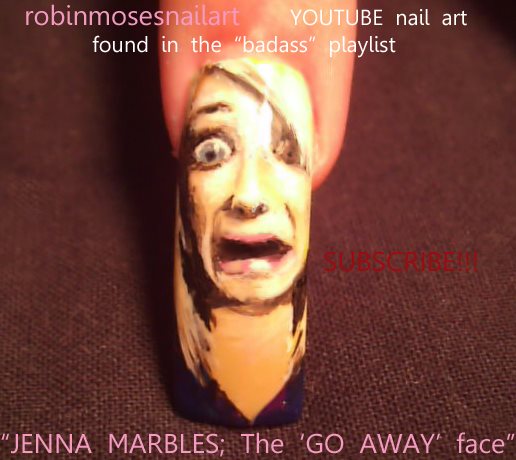 robinmosesnailart YOUTUBE nail art
found in the "badass" playlist
SUBSCRIBE!!!
"JENNA MARBLES; The 'GO AWAY' face"